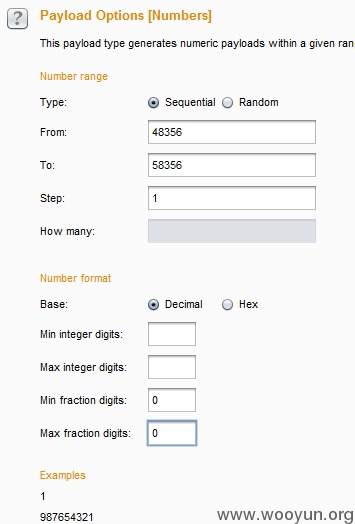 ?
Payload Options [Numbers]
This payload type generates numeric payloads within a given ran
Number range
Type: Sequential Random
From: 48356
To: 58356
Step: 1
How many:
Number format
Base: Decimal Hex
Min integer digits:
Max integer digits:
Min fraction digits: 0
Max fraction digits: 0
Examples
1
987654321
www.wooyun.org